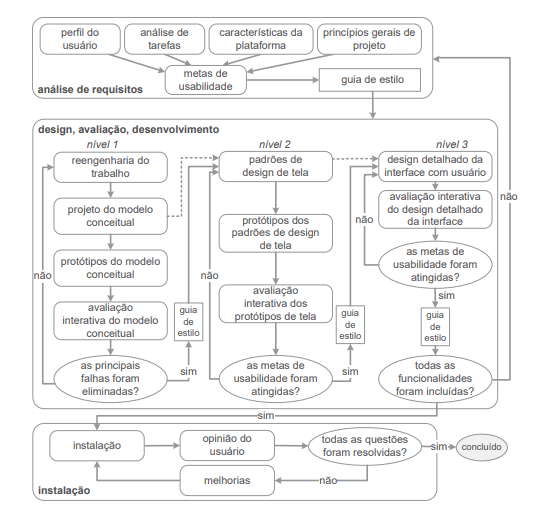 perfil do
usuário
análise de
tarefas
características da
plataforma
princípios gerais de
projeto
metas de
usabilidade
guia de estilo
análise de requisitos
design, avaliação, desenvolvimento
nível 1
nível 2
nível 3
reengenharia do
trabalho
projeto do modelo
conceitual
protótipos do modelo
conceitual
avaliação
interativa do modelo
conceitual
as principais
falhas foram
eliminadas?
não
sim
guia
de
estilo
padrões
de design de tela
protótipos dos
padrões de design
de tela
avaliação
interativa dos
protótipos de tela
as metas de
usabilidade foram
atingidas?
não
sim
guia
de
estilo
design detalhado da
interface com usuário
avaliação interativa
do design detalhado
da interface
não
as metas de
usabilidade foram
atingidas?
sim
guia
de
estilo
todas as
funcionalidades
foram incluídas?
não
sim
instalação
opinião do
usuário
todas as questões
foram resolvidas?
sim
concluído
não
melhorias
instalação